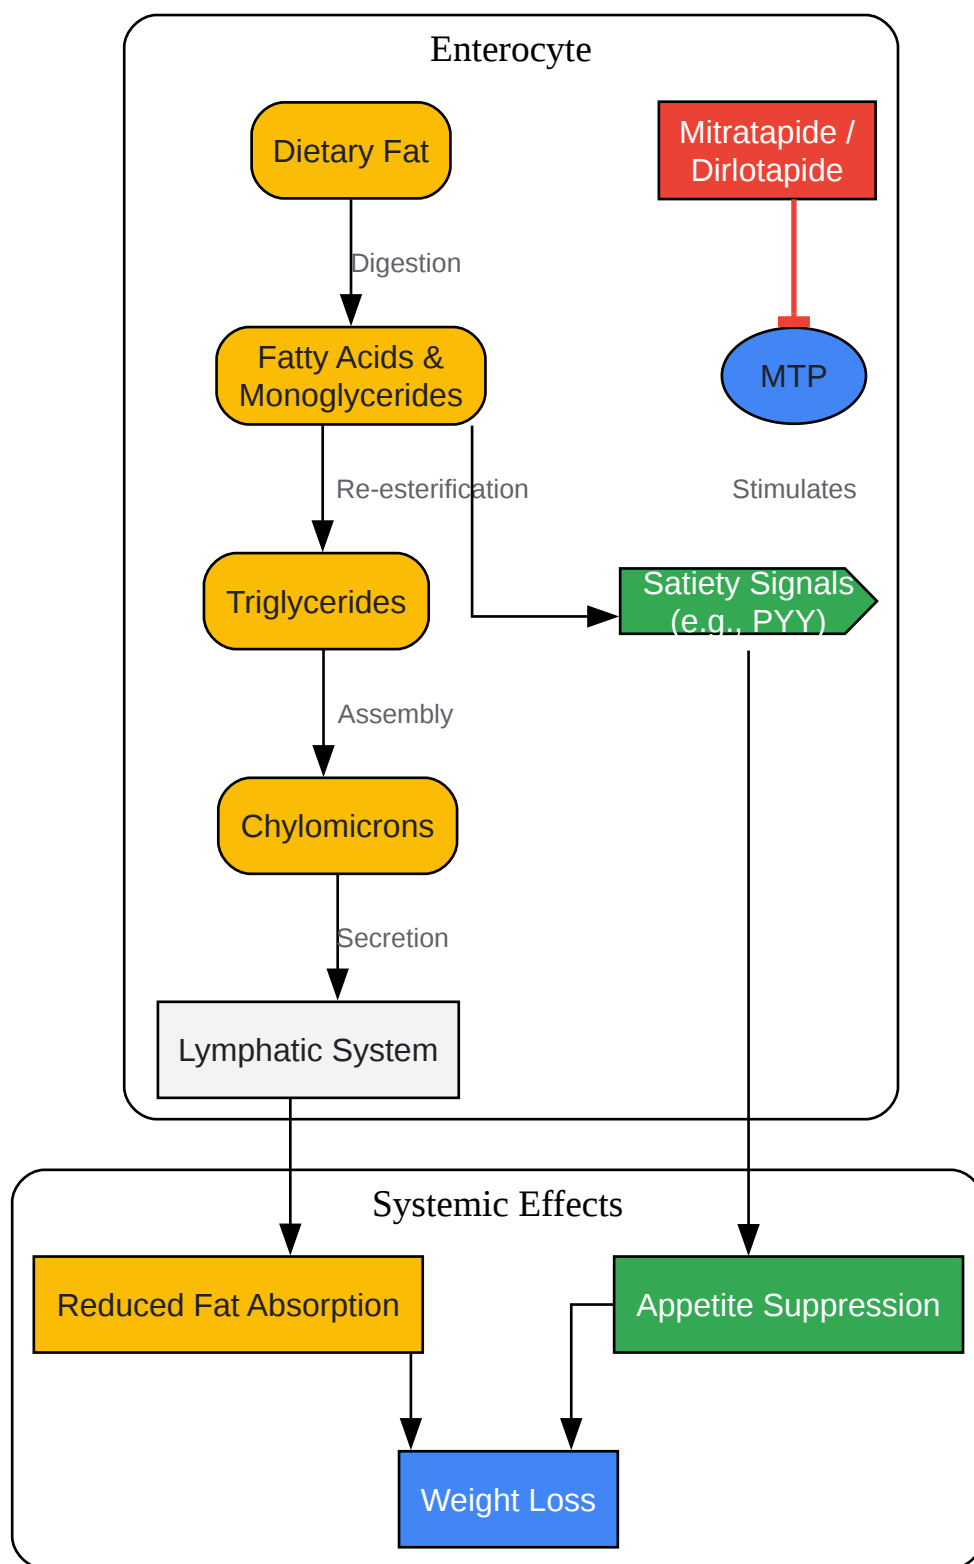 Enterocyte
Dietary Fat
Mitratapide /
Dirlotapide
Digestion
Fatty Acids &
Monoglycerides
MTP
Re-esterification
Stimulates
Triglycerides
Satiety Signals
(e.g., PYY)
Assembly
Chylomicrons
Secretion
Lymphatic System
Systemic Effects
Reduced Fat Absorption
Appetite Suppression
Weight Loss